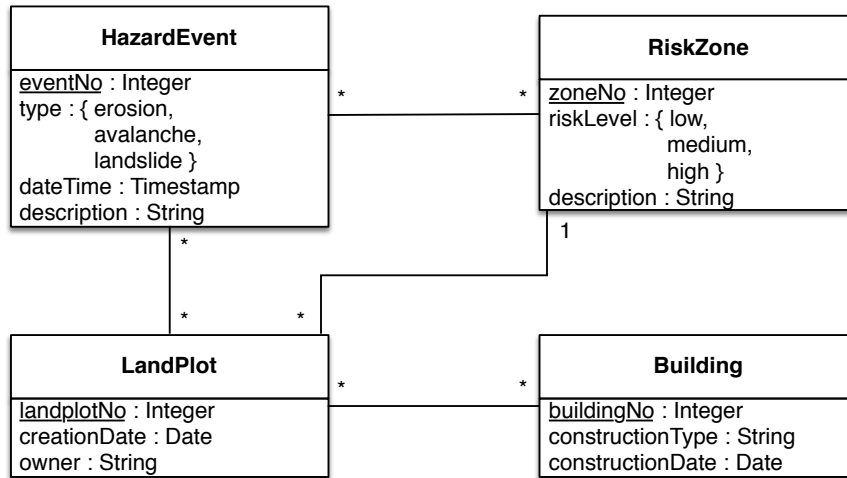 HazardEvent
eventNo : Integer
type : { erosion,
avalanche,
landslide }
dateTime : Timestamp
description : String
RiskZone
zoneNo : Integer
riskLevel : { low,
medium,
high }
description : String
*
*
*
1
*
*
LandPlot
landplotNo : Integer
creationDate : Date
owner : String
*
*
Building
buildingNo : Integer
constructionType : String
constructionDate : Date